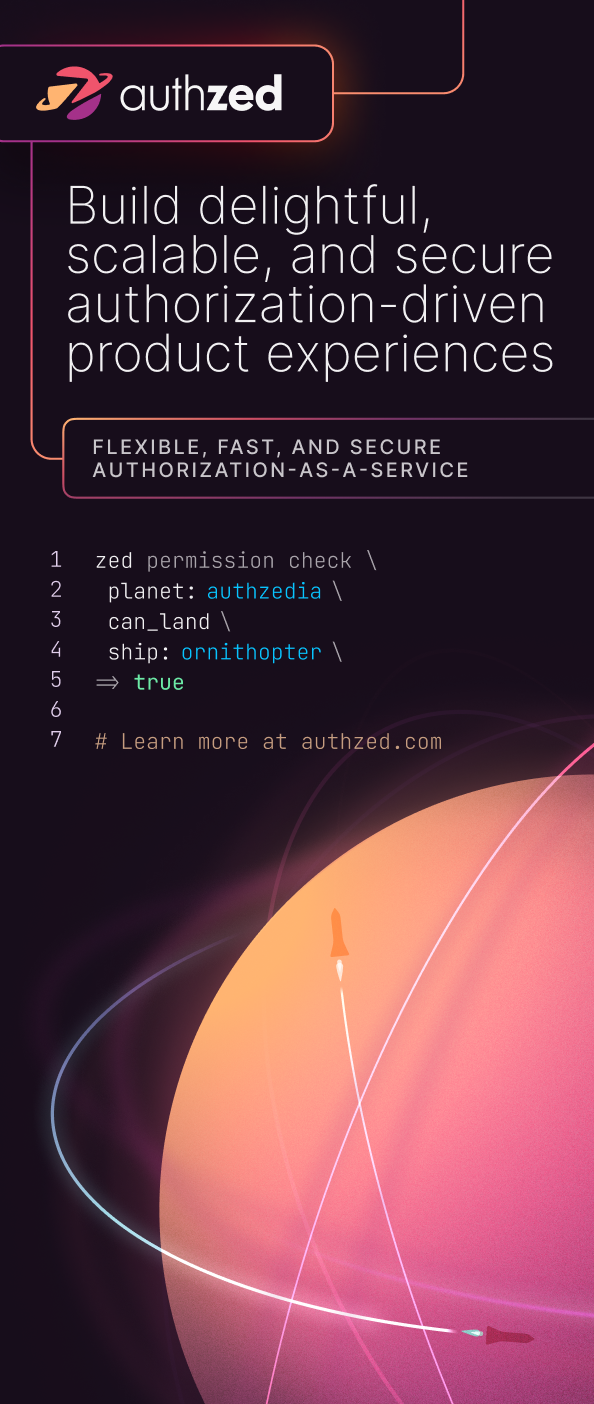 authzed
Build delightful,
scalable, and secure
authorization-driven
product experiences
FLEXIBLE, FAST, AND SECURE
AUTHORIZATION-AS-A-SERVICE
1 zed permission check \
2 planet: authzedia \
3 can_land \
4 ship: ornithopter \
5 => true
6
7 # Learn more at authzed.com